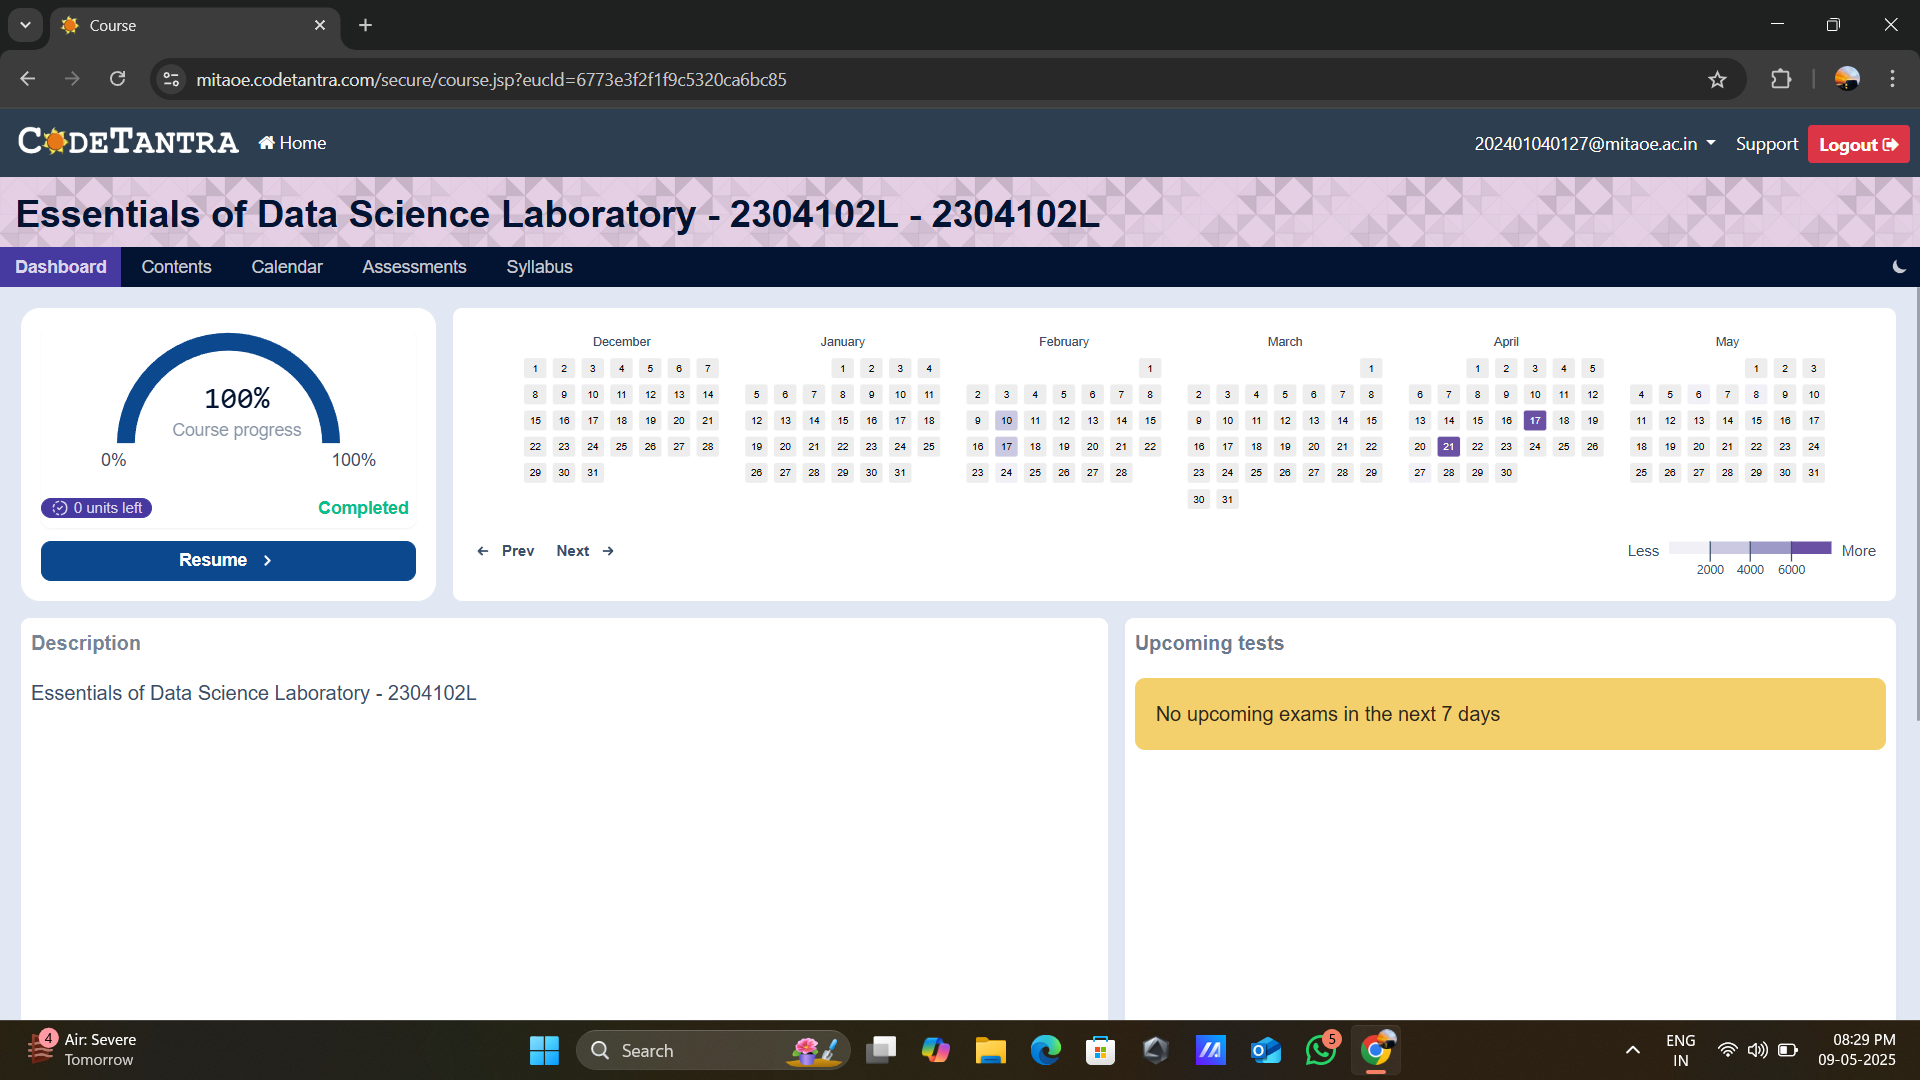 Course
mitaoe.codetantra.com/secure/course.jsp?eucId=6773e3f2f1f9c5320ca6bc85
CODETANTRA Home 202401040127@mitaoe.ac.in Support Logout
Essentials of Data Science Laboratory - 2304102L - 2304102L
Dashboard Contents Calendar Assessments Syllabus
100%
Course progress
0% 100%
0 units left Completed
Resume
December
1 2 3 4 5 6 7
8 9 10 11 12 13 14
15 16 17 18 19 20 21
22 23 24 25 26 27 28
29 30 31
January
1 2 3 4
5 6 7 8 9 10 11
12 13 14 15 16 17 18
19 20 21 22 23 24 25
26 27 28 29 30 31
February
1
2 3 4 5 6 7 8
9 10 11 12 13 14 15
16 17 18 19 20 21 22
23 24 25 26 27 28
March
1
2 3 4 5 6 7 8
9 10 11 12 13 14 15
16 17 18 19 20 21 22
23 24 25 26 27 28 29
30 31
April
1 2 3 4 5
6 7 8 9 10 11 12
13 14 15 16 17 18 19
20 21 22 23 24 25 26
27 28 29 30
May
1 2 3
4 5 6 7 8 9 10
11 12 13 14 15 16 17
18 19 20 21 22 23 24
25 26 27 28 29 30 31
Prev Next
Less More
2000 4000 6000
Description
Essentials of Data Science Laboratory - 2304102L
Upcoming tests
No upcoming exams in the next 7 days
4
Air: Severe
Tomorrow
Search
5
ENG
IN
08:29 PM
09-05-2025